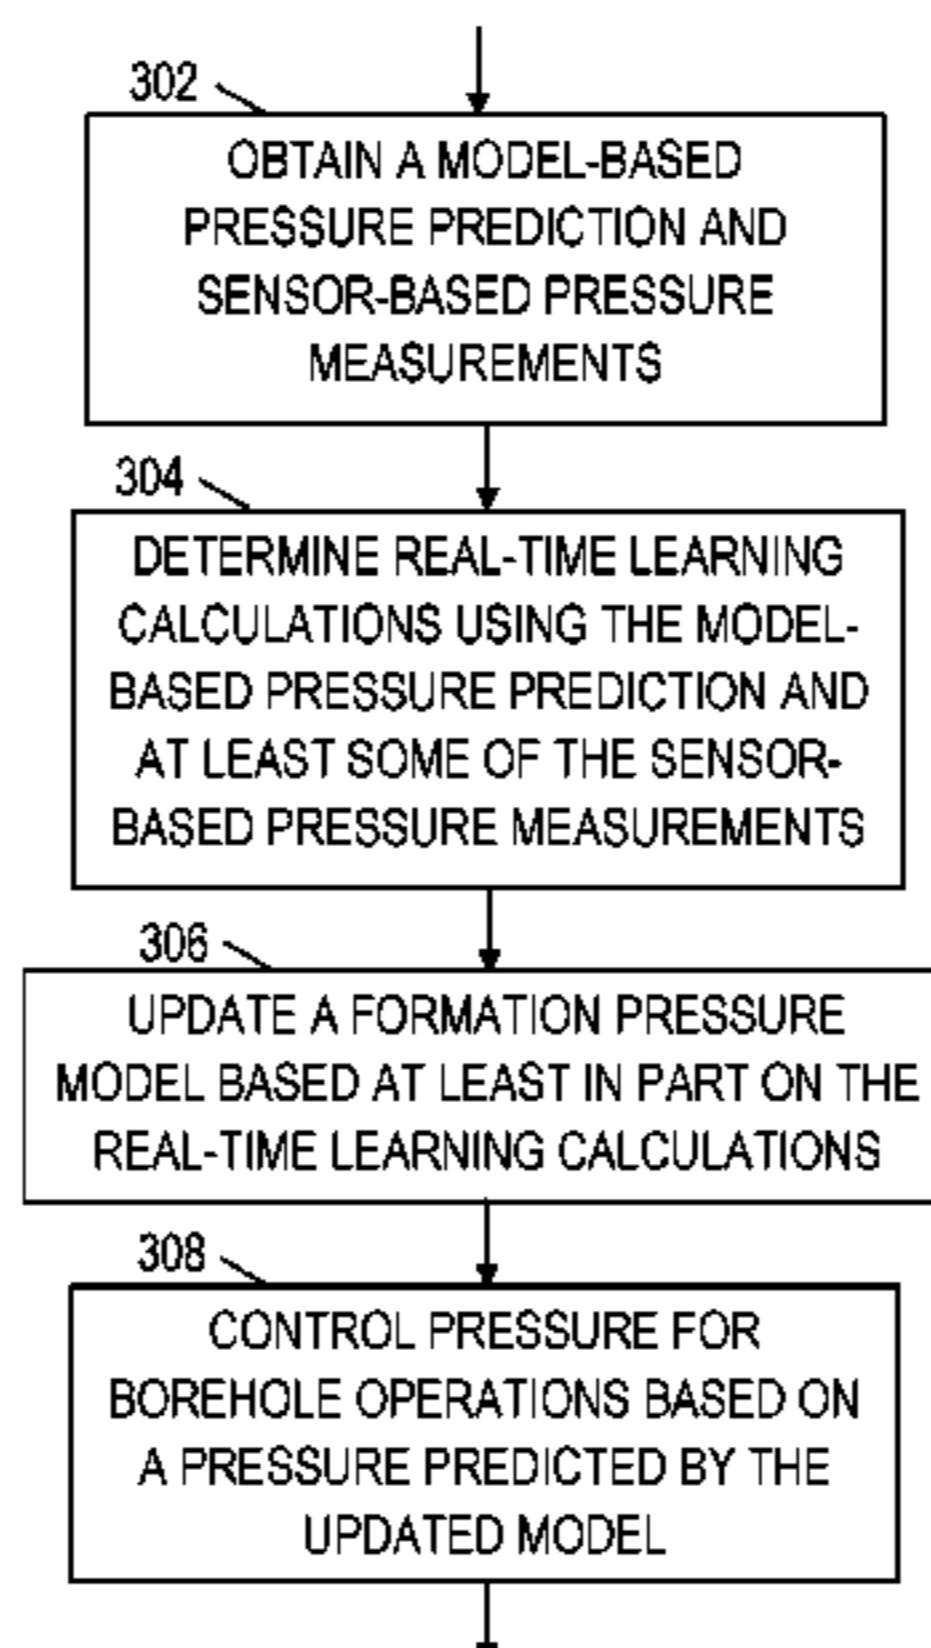 302
OBTAIN A MODEL-BASED
PRESSURE PREDICTION AND
SENSOR-BASED PRESSURE
MEASUREMENTS
304
DETERMINE REAL-TIME LEARNING
CALCULATIONS USING THE MODEL-
BASED PRESSURE PREDICTION AND
AT LEAST SOME OF THE SENSOR-
BASED PRESSURE MEASUREMENTS
306
UPDATE A FORMATION PRESSURE
MODEL BASED AT LEAST IN PART ON THE
REAL-TIME LEARNING CALCULATIONS
308
CONTROL PRESSURE FOR
BOREHOLE OPERATIONS BASED ON
A PRESSURE PREDICTED BY THE
UPDATED MODEL